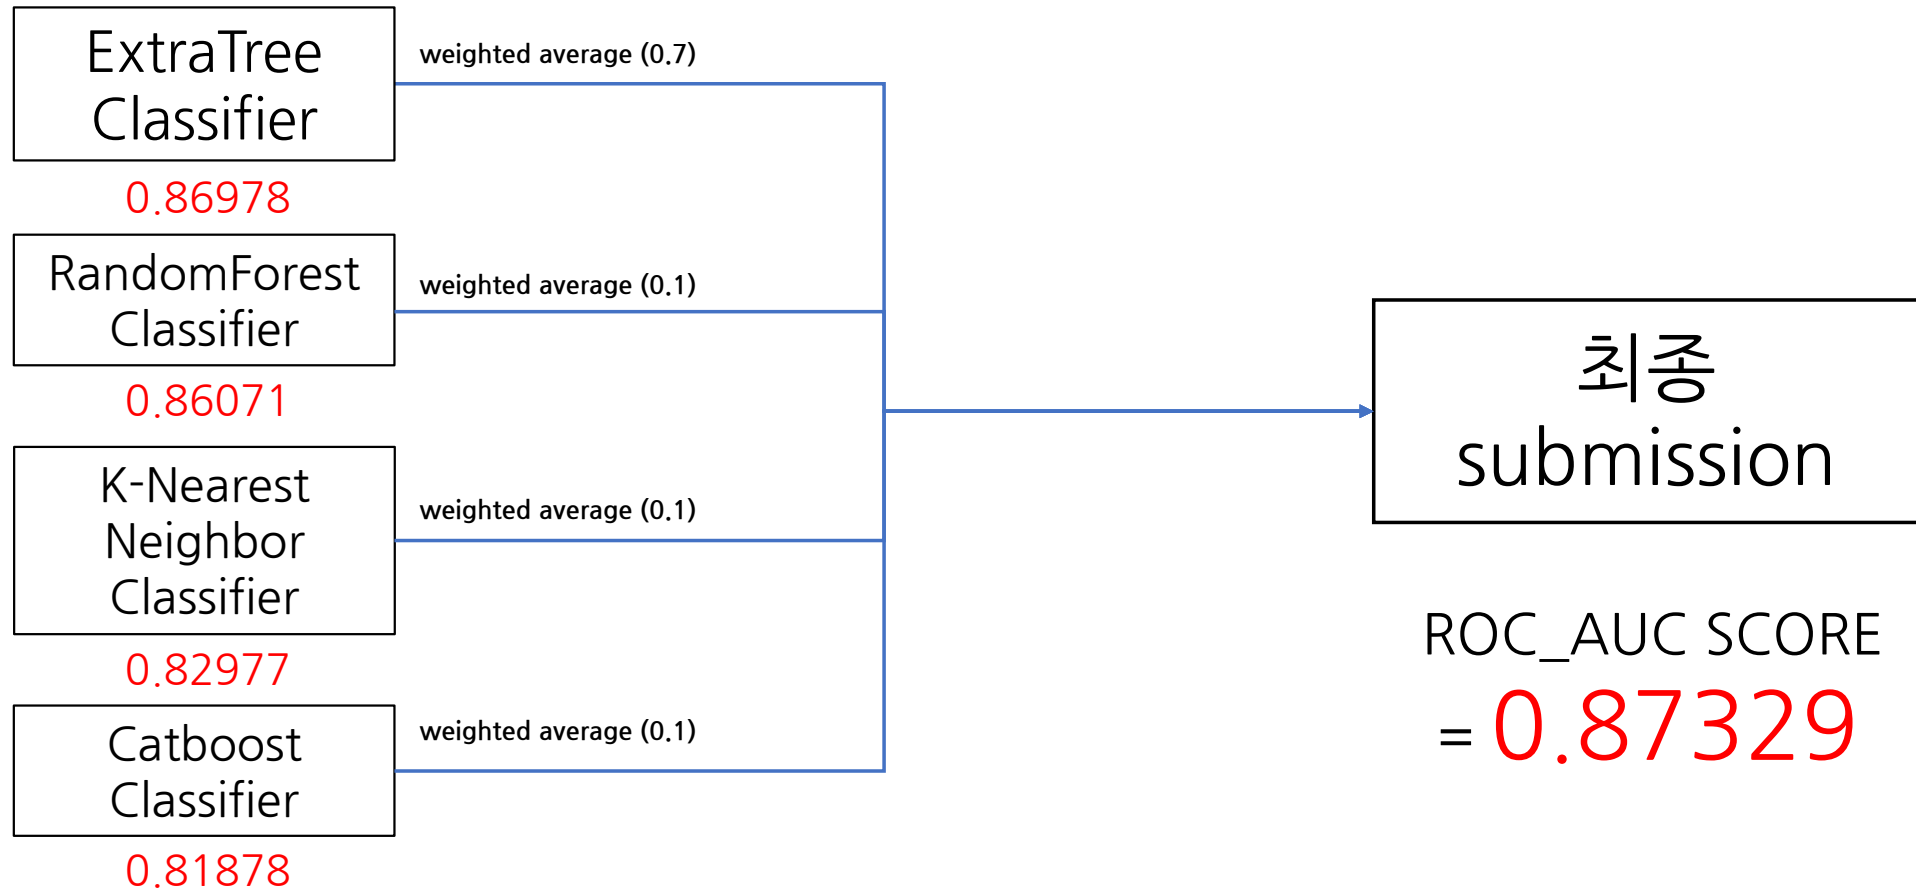 ExtraTree
Classifier
weighted average (0.7)
0.86978
RandomForest
Classifier
weighted average (0.1)
0.86071
K-Nearest
Neighbor
Classifier
weighted average (0.1)
0.82977
Catboost
Classifier
weighted average (0.1)
0.81878
최종
submission
ROC_AUC SCORE
= 0.87329